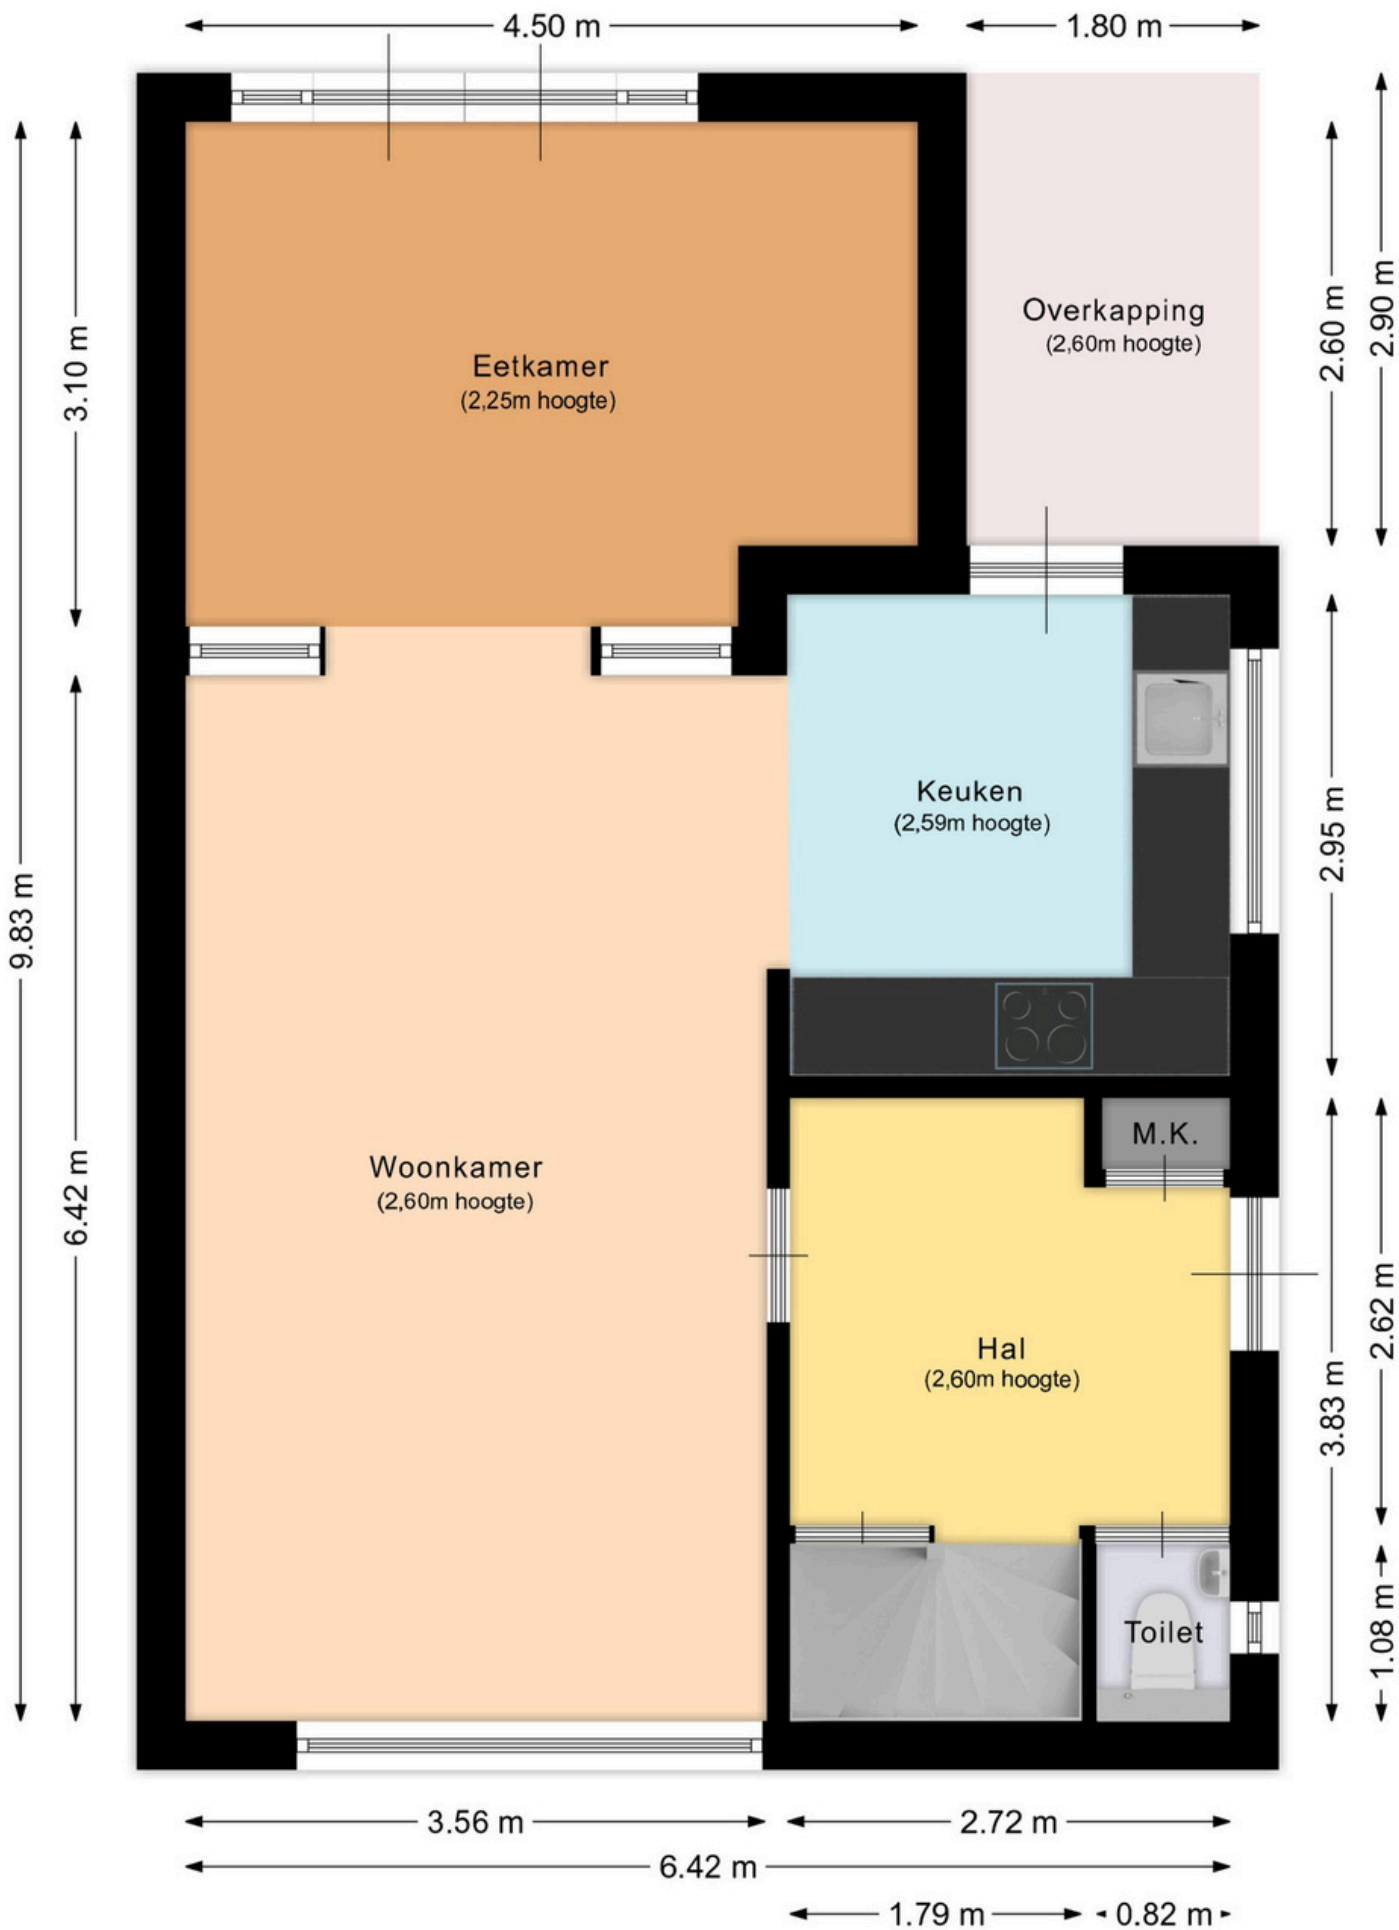 4.50 m
1.80 m
Overkapping
(2,60m hoogte)
2.90 m
2.60 m
Eetkamer
(2,25m hoogte)
3.10 m
Keuken
(2,59m hoogte)
2.95 m
9.83 m
M.K.
Woonkamer
(2,60m hoogte)
6.42 m
Hal
(2,60m hoogte)
2.62 m
3.83 m
Toilet
1.08 m
3.56 m
2.72 m
6.42 m
1.79 m
0.82 m